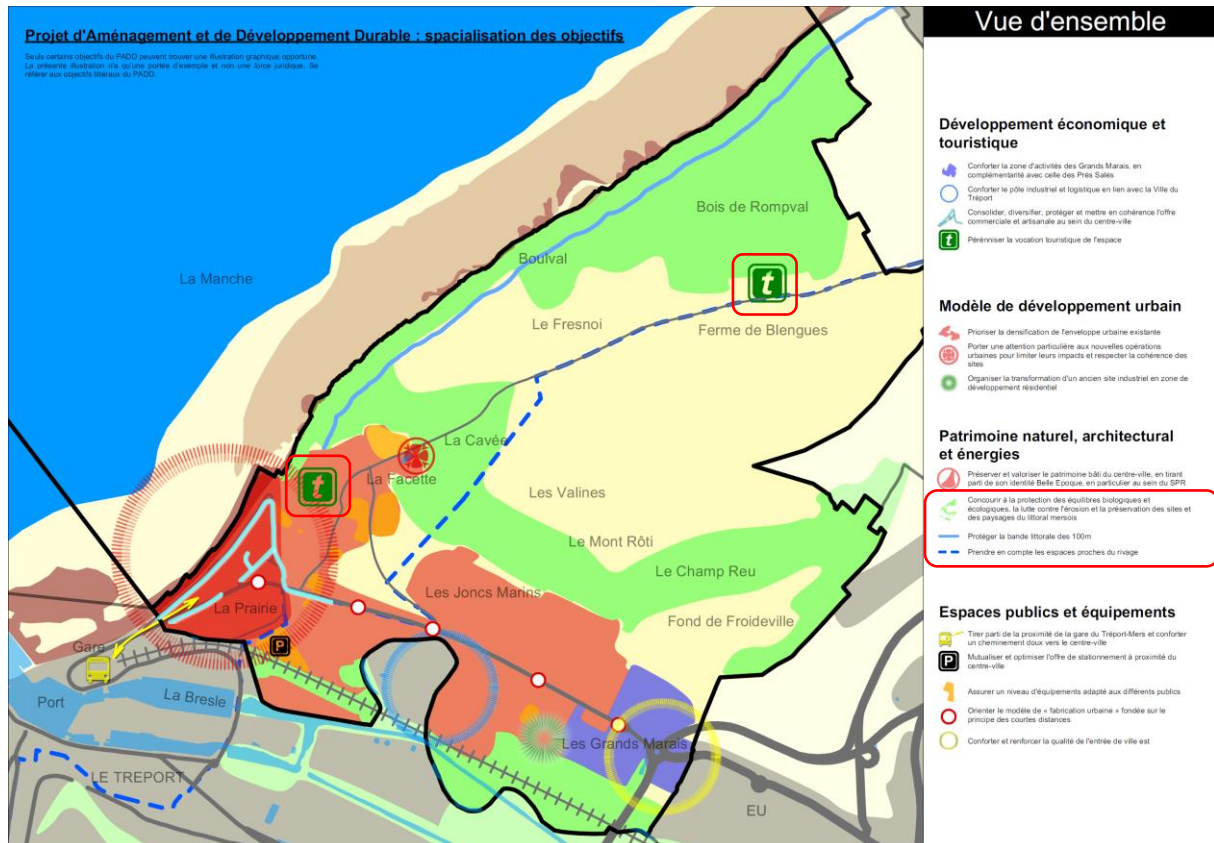 Projet d'Aménagement et de Développement Durable : spacialisation des objectifs
Seuls certains objectifs du PADD peuvent trouver une illustration graphique opportune.
La présente illustration n'a qu'une portée d'exemple et non une force juridique. Se
référer aux objectifs littéraux du PADD.
La Manche
Bois de Rompval
Boulval
t
Le Fresnoi
Ferme de Blengues
La Cavée
t
La Facette
Les Valines
Le Mont Rôti
Le Champ Reu
Les Joncs Marins
La Prairie
Fond de Froideville
Gare
P
Port
La Bresle
Les Grands Marais
LE TREPORT
EU
Vue d'ensemble
Développement économique et
touristique
Conforter la zone d'activités des Grands Marais, en
complémentarité avec celle des Prés Salés
Conforter le pôle industriel et logistique en lien avec la Ville du
Tréport
Consolider, diversifier, protéger et mettre en cohérence l'offre
commerciale et artisanale au sein du centre-ville
t
Pérénniser la vocation touristique de l'espace
Modèle de développement urbain
Prioriser la densification de l'enveloppe urbaine existante
Porter une attention particulière aux nouvelles opérations
urbaines pour limiter leurs impacts et respecter la cohérence des
sites
Organiser la transformation d'un ancien site industriel en zone de
développement résidentiel
Patrimoine naturel, architectural
et énergies
Préserver et valoriser le patrimoine bâti du centre-ville, en tirant
parti de son identité Belle Epoque, en particulier au sein du SPR
Concourir à la protection des équilibres biologiques et
écologiques, la lutte contre l'érosion et la préservation des sites et
des paysages du littoral mersois
Protéger la bande littorale des 100m
Prendre en compte les espaces proches du rivage
Espaces publics et équipements
Tirer parti de la proximité de la gare du Tréport-Mers et conforter
un cheminement doux vers le centre-ville
P
Mutualiser et optimiser l'offre de stationnement à proximité du
centre-ville
Assurer un niveau d'équipements adapté aux différents publics
Orienter le modèle de « fabrication urbaine » fondée sur le
principe des courtes distances
Conforter et renforcer la qualité de l'entrée de ville est